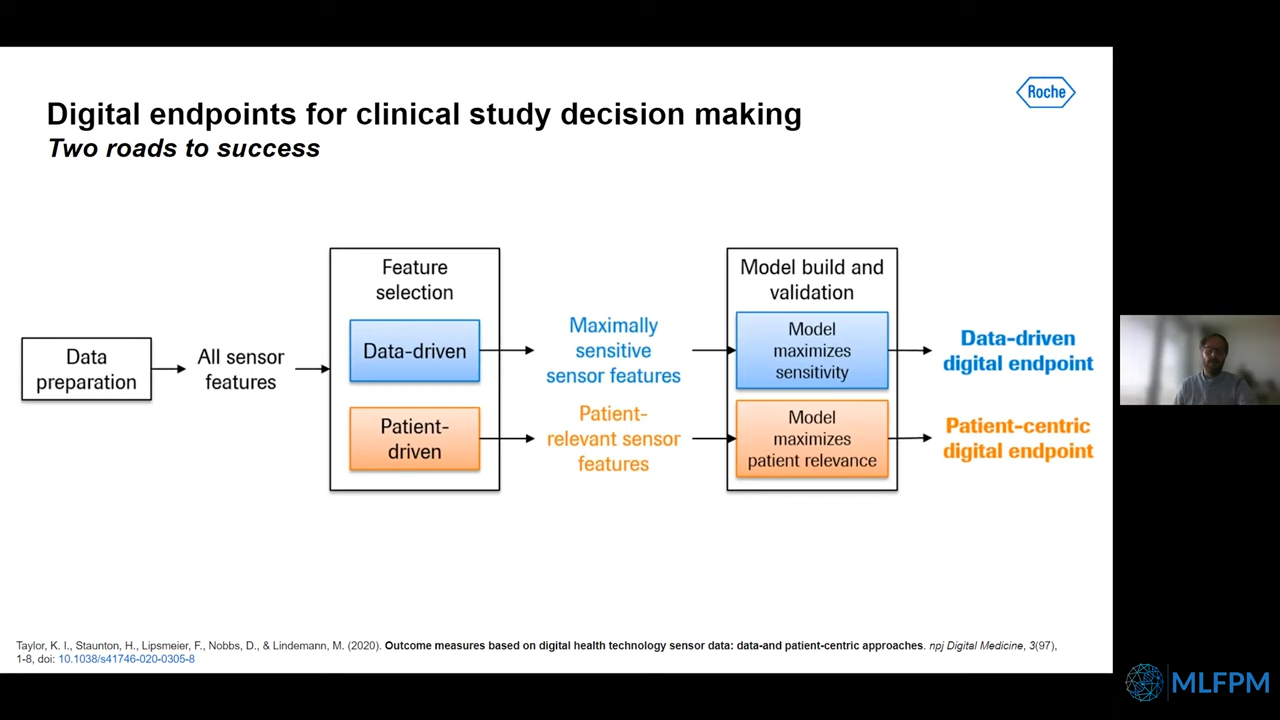 Digital endpoints for clinical study decision making
Two roads to success
Roche
Data
preparation
All sensor
features
Feature
selection
Data-driven
Patient-
driven
Maximally
sensitive
sensor features
Patient-
relevant sensor
features
Model build and
validation
Model
maximizes
sensitivity
Model
maximizes
patient relevance
Data-driven
digital endpoint
Patient-centric
digital endpoint
Taylor, K. I., Staunton, H., Lipsmeier, F., Nobbs, D., & Lindemann, M. (2020). Outcome measures based on digital health technology sensor data: data-and patient-centric approaches. npj Digital Medicine, 3(97),
1-8, doi: 10.1038/s41746-020-0305-8
MLFPM